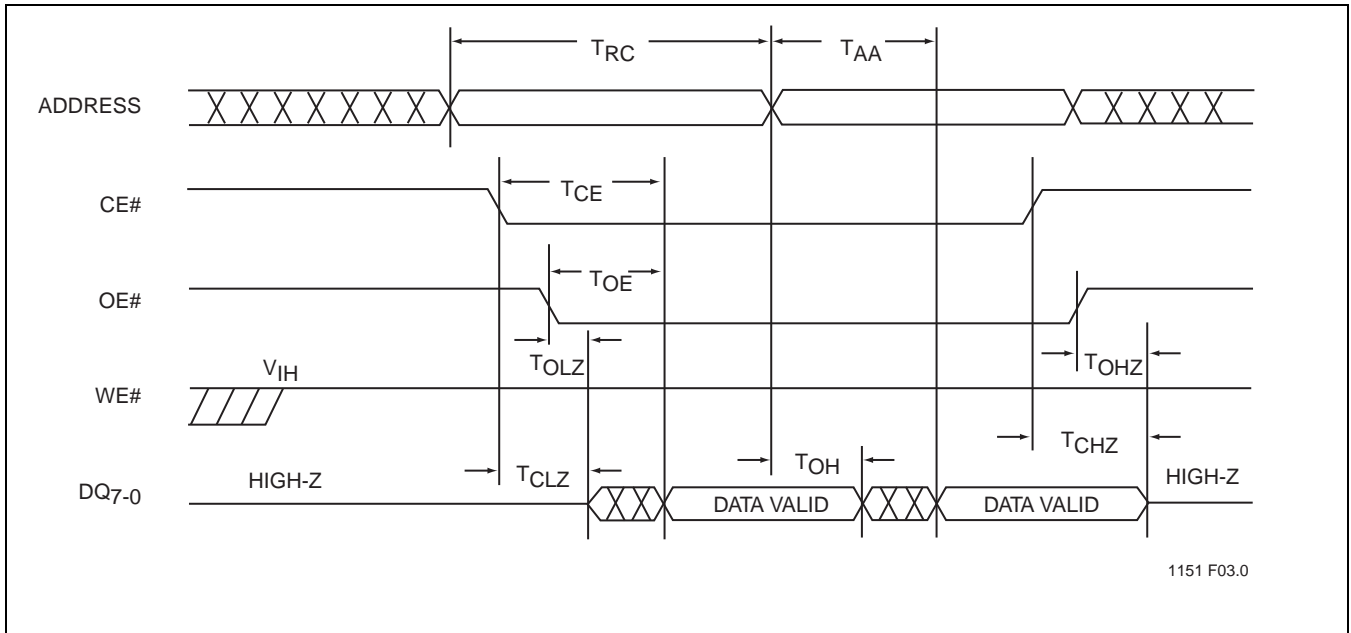 TRC TAA
ADDRESS
TCE
CE#
TOE
OE#
TOLZ TOHZ
VIH
WE#
TCHZ
TCLZ TOH
HIGH-Z HIGH-Z
DQ7-0
DATA VALID DATA VALID
1151 F03.0